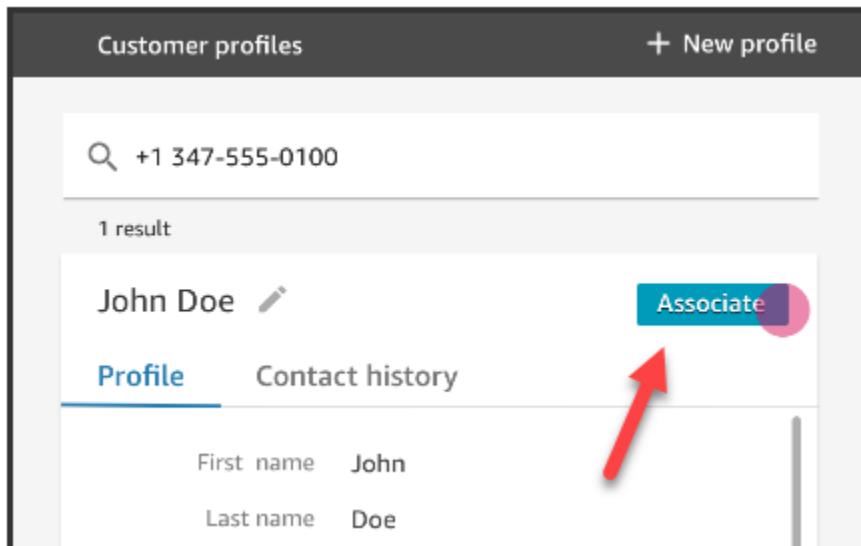 Customer profiles + New profile
+1 347-555-0100
1 result
John Doe Associate
Profile Contact history
First name John
Last name Doe